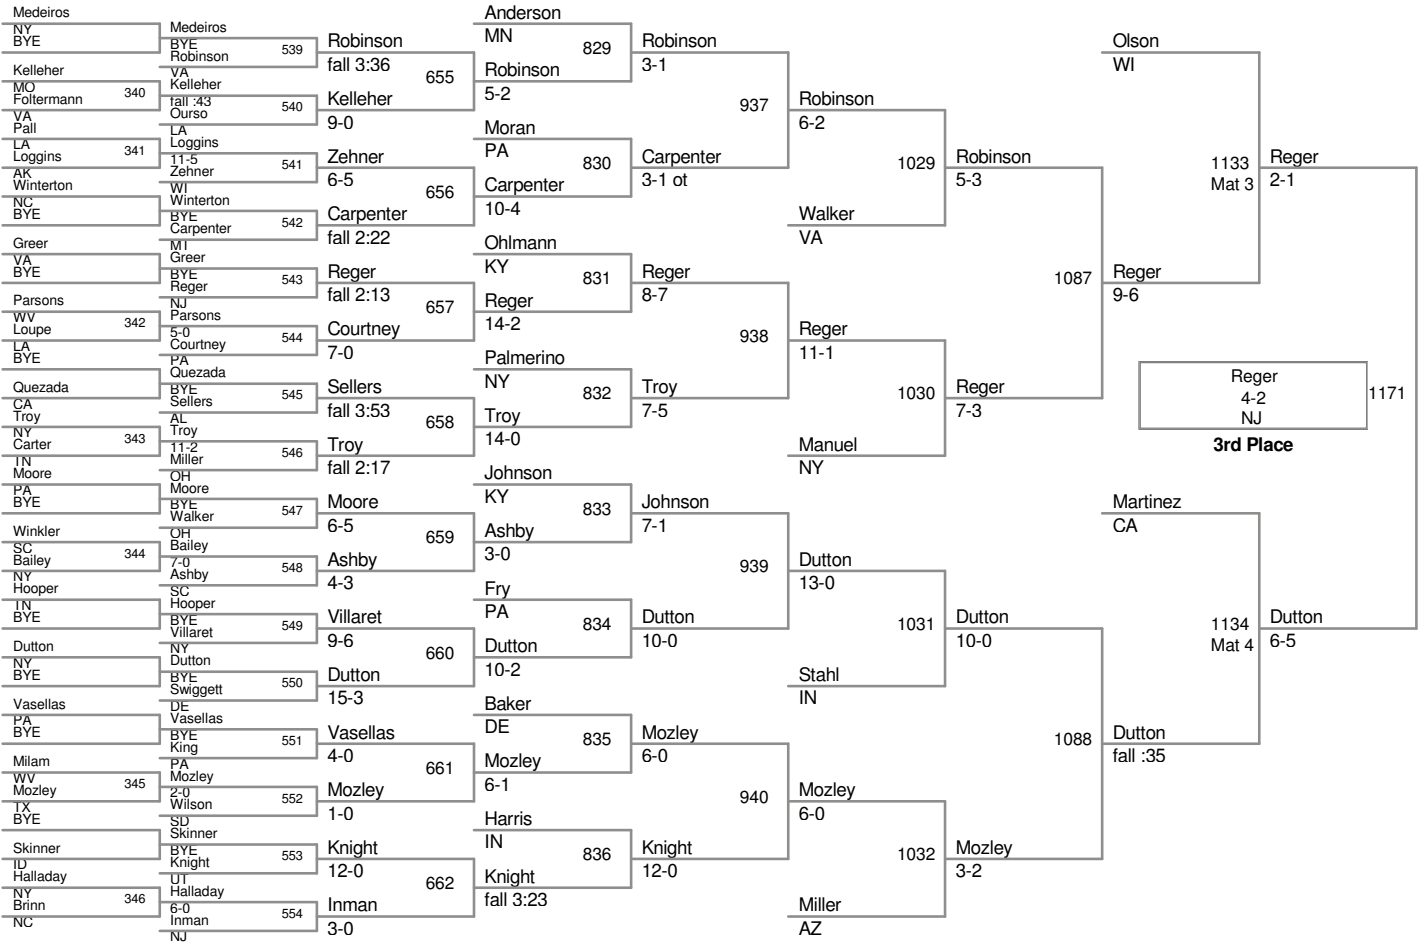 Medeiros
NY
BYE
Kelleher
MO
Foltermann
340
VA
Pall
LA
Loggins
341
AK
Winterton
NC
BYE
Greer
VA
BYE
Parsons
WV
Loupe
342
LA
BYE
Quezada
CA
Troy
NY
Carter
343
TN
Moore
PA
BYE
Winkler
SC
Bailey
344
NY
Hooper
TN
BYE
Dutton
NY
BYE
Vasellas
PA
BYE
Milam
WV
Mozley
345
TX
BYE
Skinner
ID
Halladay
NY
Brinn
346
NC
Medeiros
BYE
Robinson
539
VA
Kelleher
fall :43
Ourso
540
LA
Loggins
11-5
Zehner
541
WI
Winterton
BYE
Carpenter
542
MT
Greer
BYE
Reger
543
NJ
Parsons
5-0
Courtney
544
PA
Quezada
BYE
Sellers
545
AL
Troy
11-2
Miller
546
OH
Moore
BYE
Walker
547
OH
Bailey
7-0
Ashby
548
SC
Hooper
BYE
Villaret
549
NY
Dutton
BYE
Swiggett
550
DE
Vasellas
BYE
King
551
PA
Mozley
2-0
Wilson
552
SD
Skinner
BYE
Knight
553
UT
Halladay
6-0
Inman
554
NJ
Robinson
fall 3:36
655
Kelleher
9-0
Zehner
6-5
656
Carpenter
fall 2:22
Reger
fall 2:13
657
Courtney
7-0
Sellers
fall 3:53
658
Troy
fall 2:17
Moore
6-5
659
Ashby
4-3
Villaret
9-6
660
Dutton
15-3
Vasellas
4-0
661
Mozley
1-0
Knight
12-0
662
Inman
3-0
Anderson
MN
829
Robinson
5-2
Moran
PA
830
Carpenter
10-4
Ohlmann
KY
831
Reger
14-2
Palmerino
NY
832
Troy
14-0
Johnson
KY
833
Ashby
3-0
Fry
PA
834
Dutton
10-2
Baker
DE
835
Mozley
6-1
Harris
IN
836
Knight
fall 3:23
Robinson
3-1
937
Carpenter
3-1 ot
Reger
8-7
938
Troy
7-5
Johnson
7-1
939
Dutton
10-0
Mozley
6-0
940
Knight
12-0
Robinson
6-2
1029
Walker
VA
Reger
11-1
1030
Manuel
NY
Dutton
13-0
1031
Stahl
IN
Mozley
6-0
1032
Miller
AZ
Robinson
5-3
1087
Reger
7-3
Dutton
10-0
1088
Mozley
3-2
Olson
WI
1133
Mat 3
Reger
9-6
Martinez
CA
1134
Mat 4
Dutton
fall :35
Reger
2-1
Reger
4-2
NJ
1171
3rd Place
Dutton
6-5